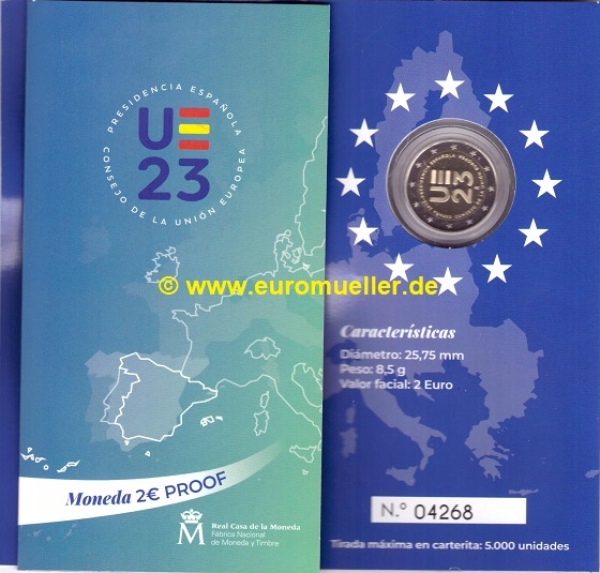 PRESIDENCIA ESPAÑOLA
CONSEJO DE LA UNIÓN EUROPEA
UE
23
© www.euromueller.de
Moneda 2€ PROOF
Real Casa de la Moneda
Fábrica Nacional
de Moneda y Timbre
UE
23
Características
Diámetro: 25,75 mm
Peso: 8,5 g
Valor facial: 2 Euro
N.º 04268
Tirada máxima en carterita: 5.000 unidades